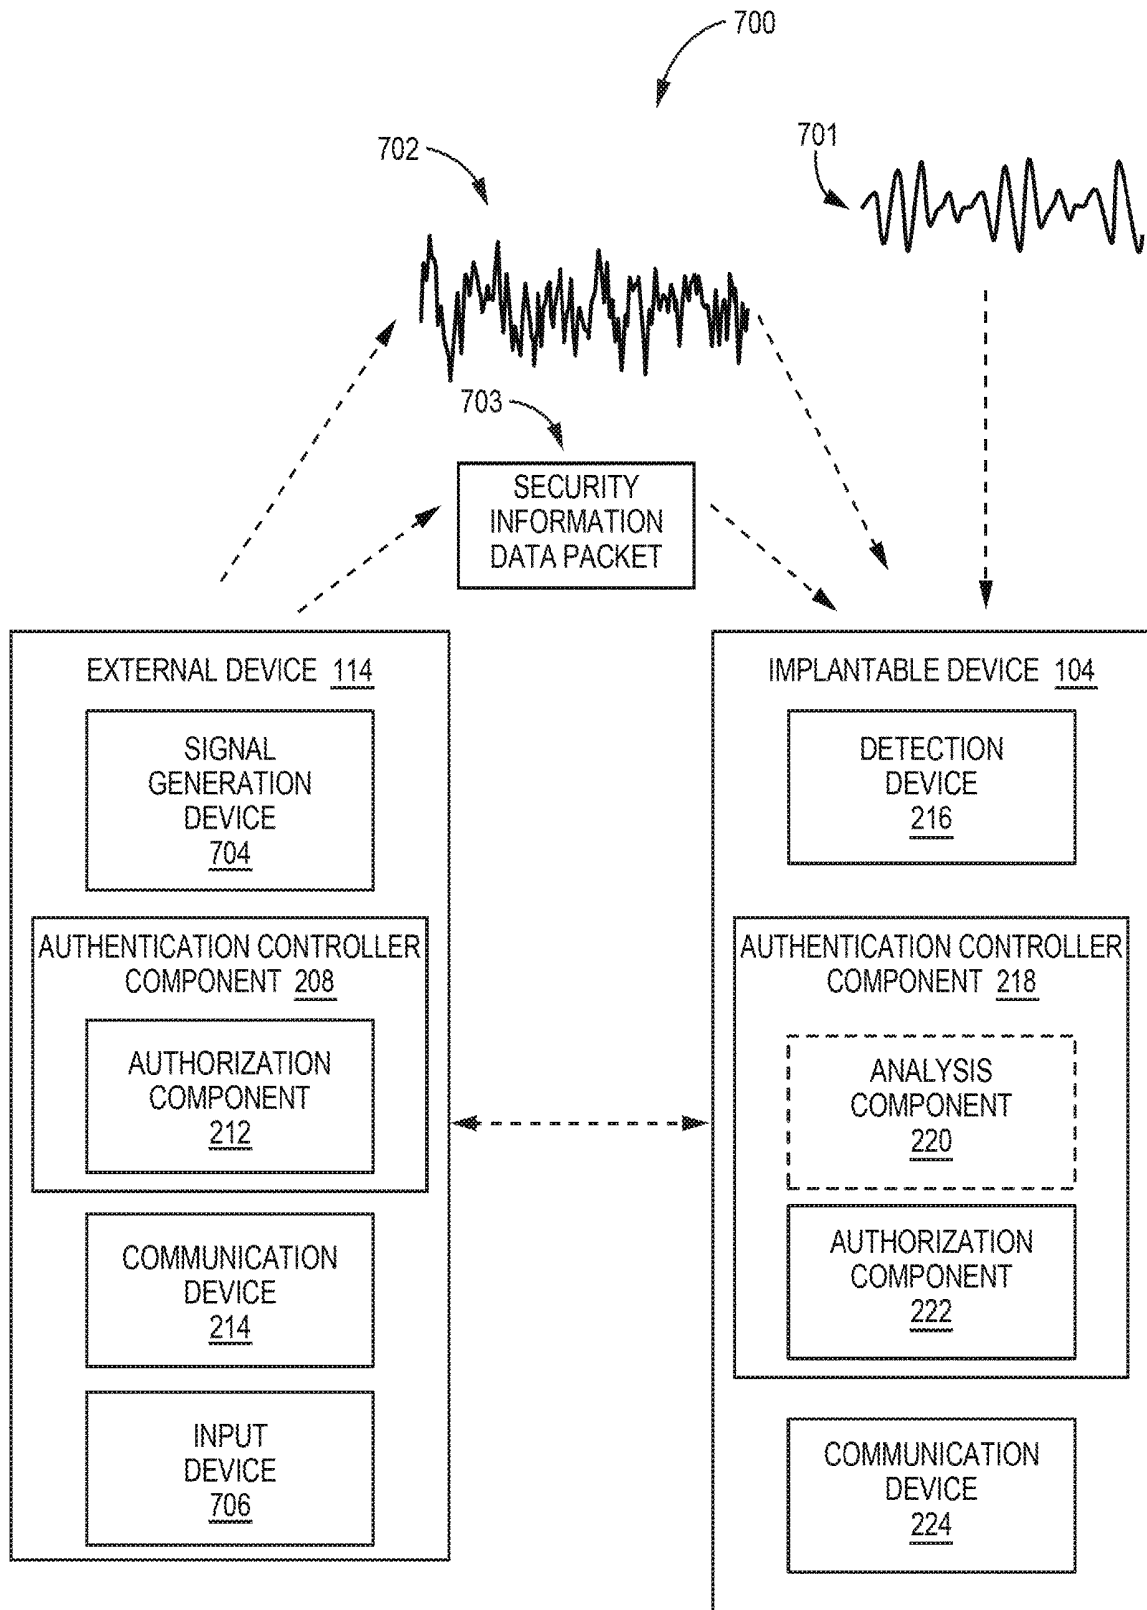 700
702
701
703
SECURITY
INFORMATION
DATA PACKET
EXTERNAL DEVICE 114
SIGNAL
GENERATION
DEVICE
704
AUTHENTICATION CONTROLLER
COMPONENT 208
AUTHORIZATION
COMPONENT
212
COMMUNICATION
DEVICE
214
INPUT
DEVICE
706
IMPLANTABLE DEVICE 104
DETECTION
DEVICE
216
AUTHENTICATION CONTROLLER
COMPONENT 218
ANALYSIS
COMPONENT
220
AUTHORIZATION
COMPONENT
222
COMMUNICATION
DEVICE
224